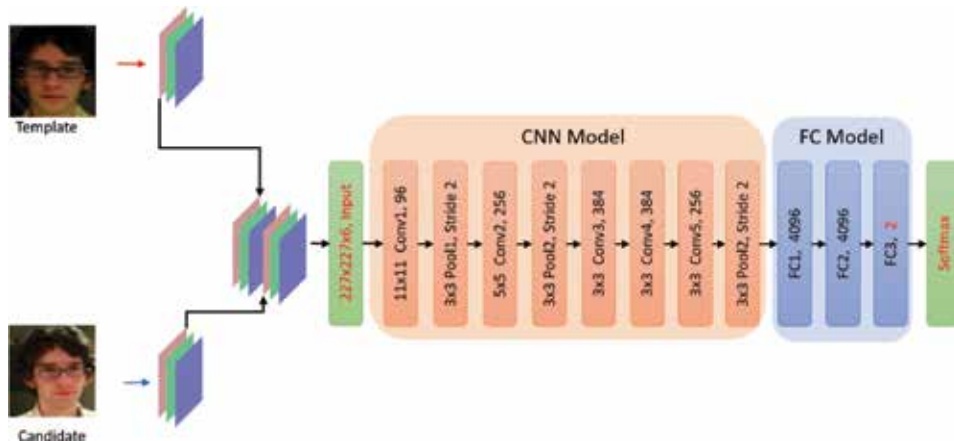 Template
Candidate
227x227x6, Input
CNN Model
11x11 Conv1, 96
3x3 Pool1, Stride 2
5x5 Conv2, 256
3x3 Pool2, Stride 2
3x3 Conv3, 384
3x3 Conv4, 384
3x3 Conv5, 256
3x3 Pool2, Stride 2
FC Model
FC1, 4096
FC2, 4096
FC3, 2
Softmax